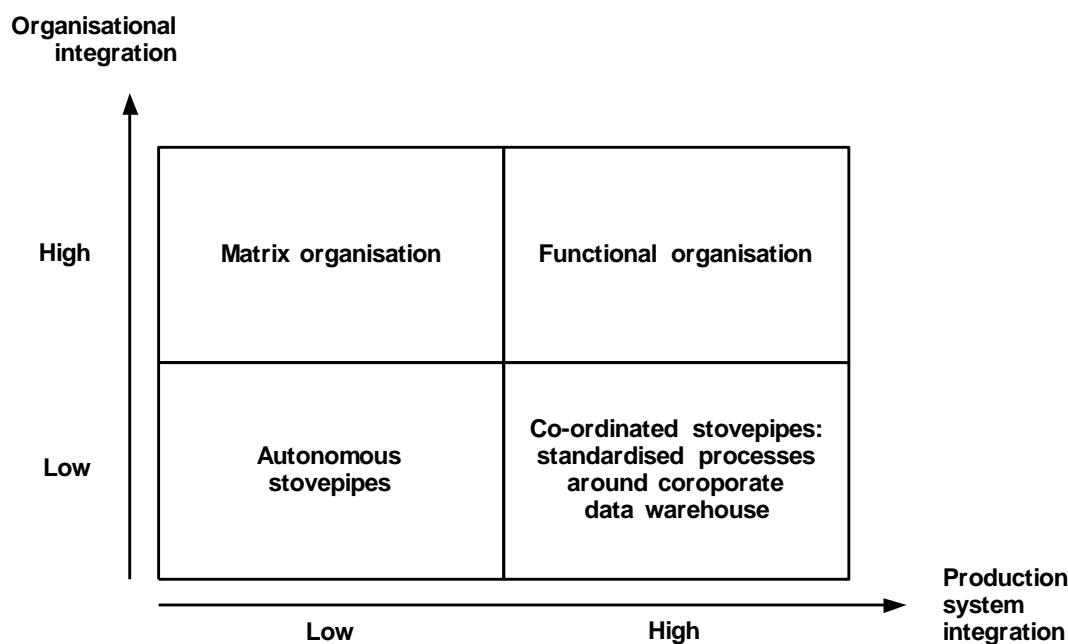 Organisational
integration
High
Matrix organisation
Functional organisation
Low
Autonomous
stovepipes
Co-ordinated stovepipes:
standardised processes
around coroporate
data warehouse
Low
High
Production
system
integration